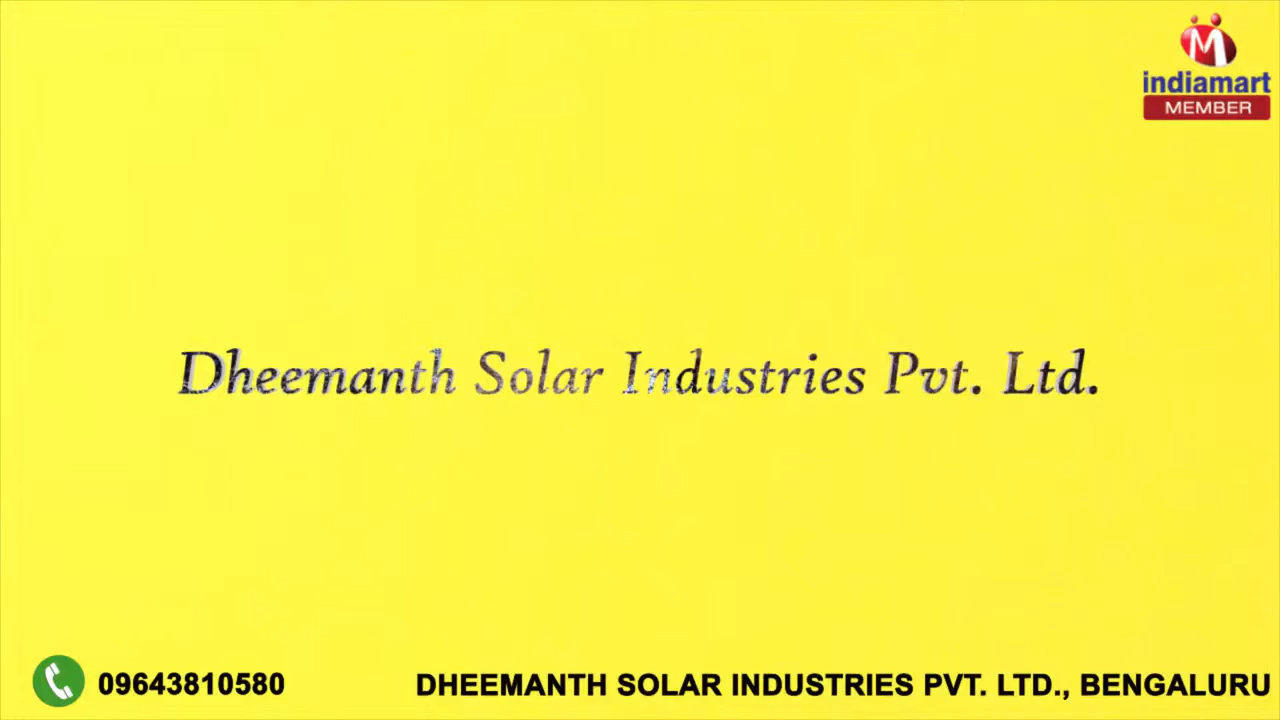 indiamart
MEMBER
Dheemanth Solar Industries Pvt. Ltd.
09643810580
DHEEMANTH SOLAR INDUSTRIES PVT. LTD., BENGALURU